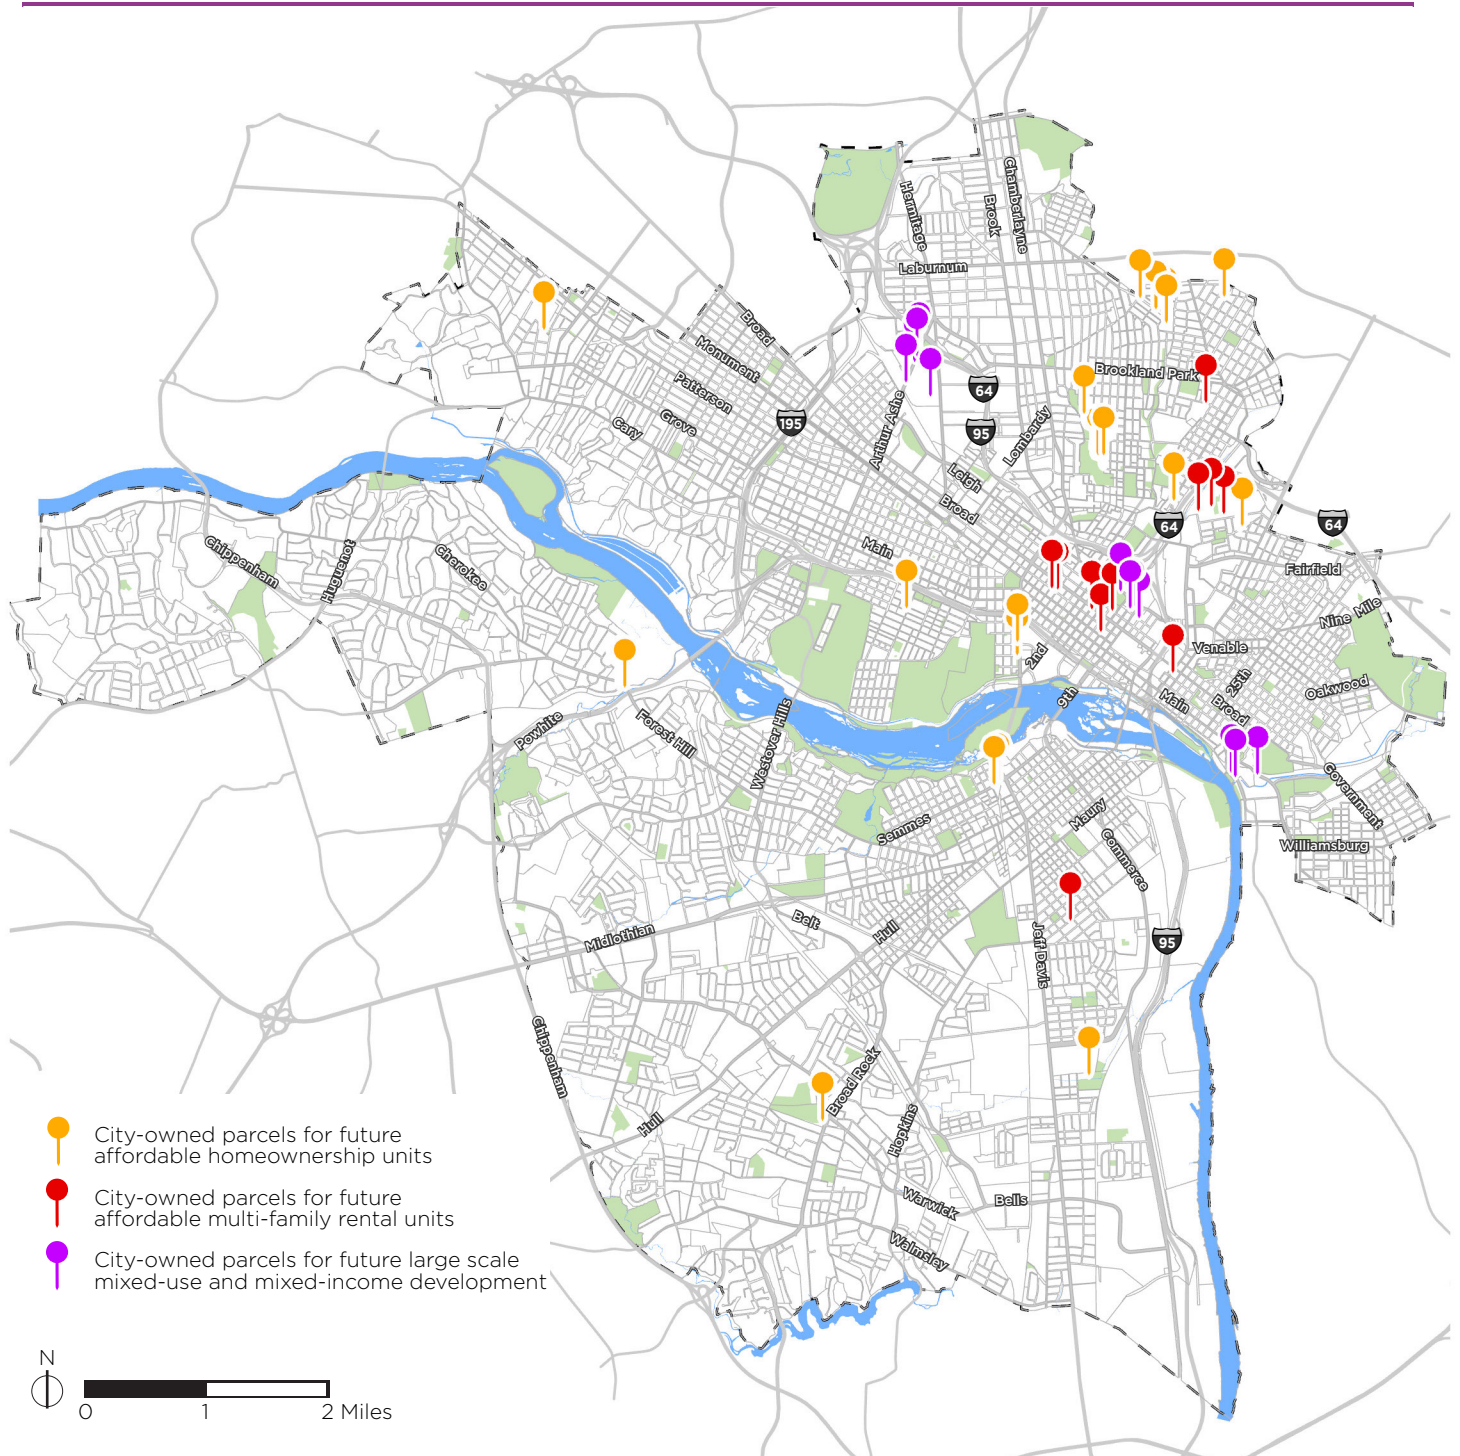 Chamberlayne
Hermitage
Brook
Laburnum
Broad
Monument
Brookland Park
Patterson
64
195
Grove
Cary
Arthur Ashe
95
Lombardy
Leigh
Broad
64
64
Main
Chippenham
Huguenot
Cherokee
Fairfield
Nine Mile
2nd
Venable
25th
Oakwood
9th
Main
Broad
Powhite
Forest Hill
Westover Hills
Government
Maury
Semmes
Commerce
Williamsburg
Belt
Hull
Midlothian
Jeff Davis
95
Chippenham
Broad Rock
Hull
Hopkins
Warwick
Bells
Walmsley
City-owned parcels for future
affordable homeownership units
City-owned parcels for future
affordable multi-family rental units
City-owned parcels for future large scale
mixed-use and mixed-income development
N
0 1 2 Miles